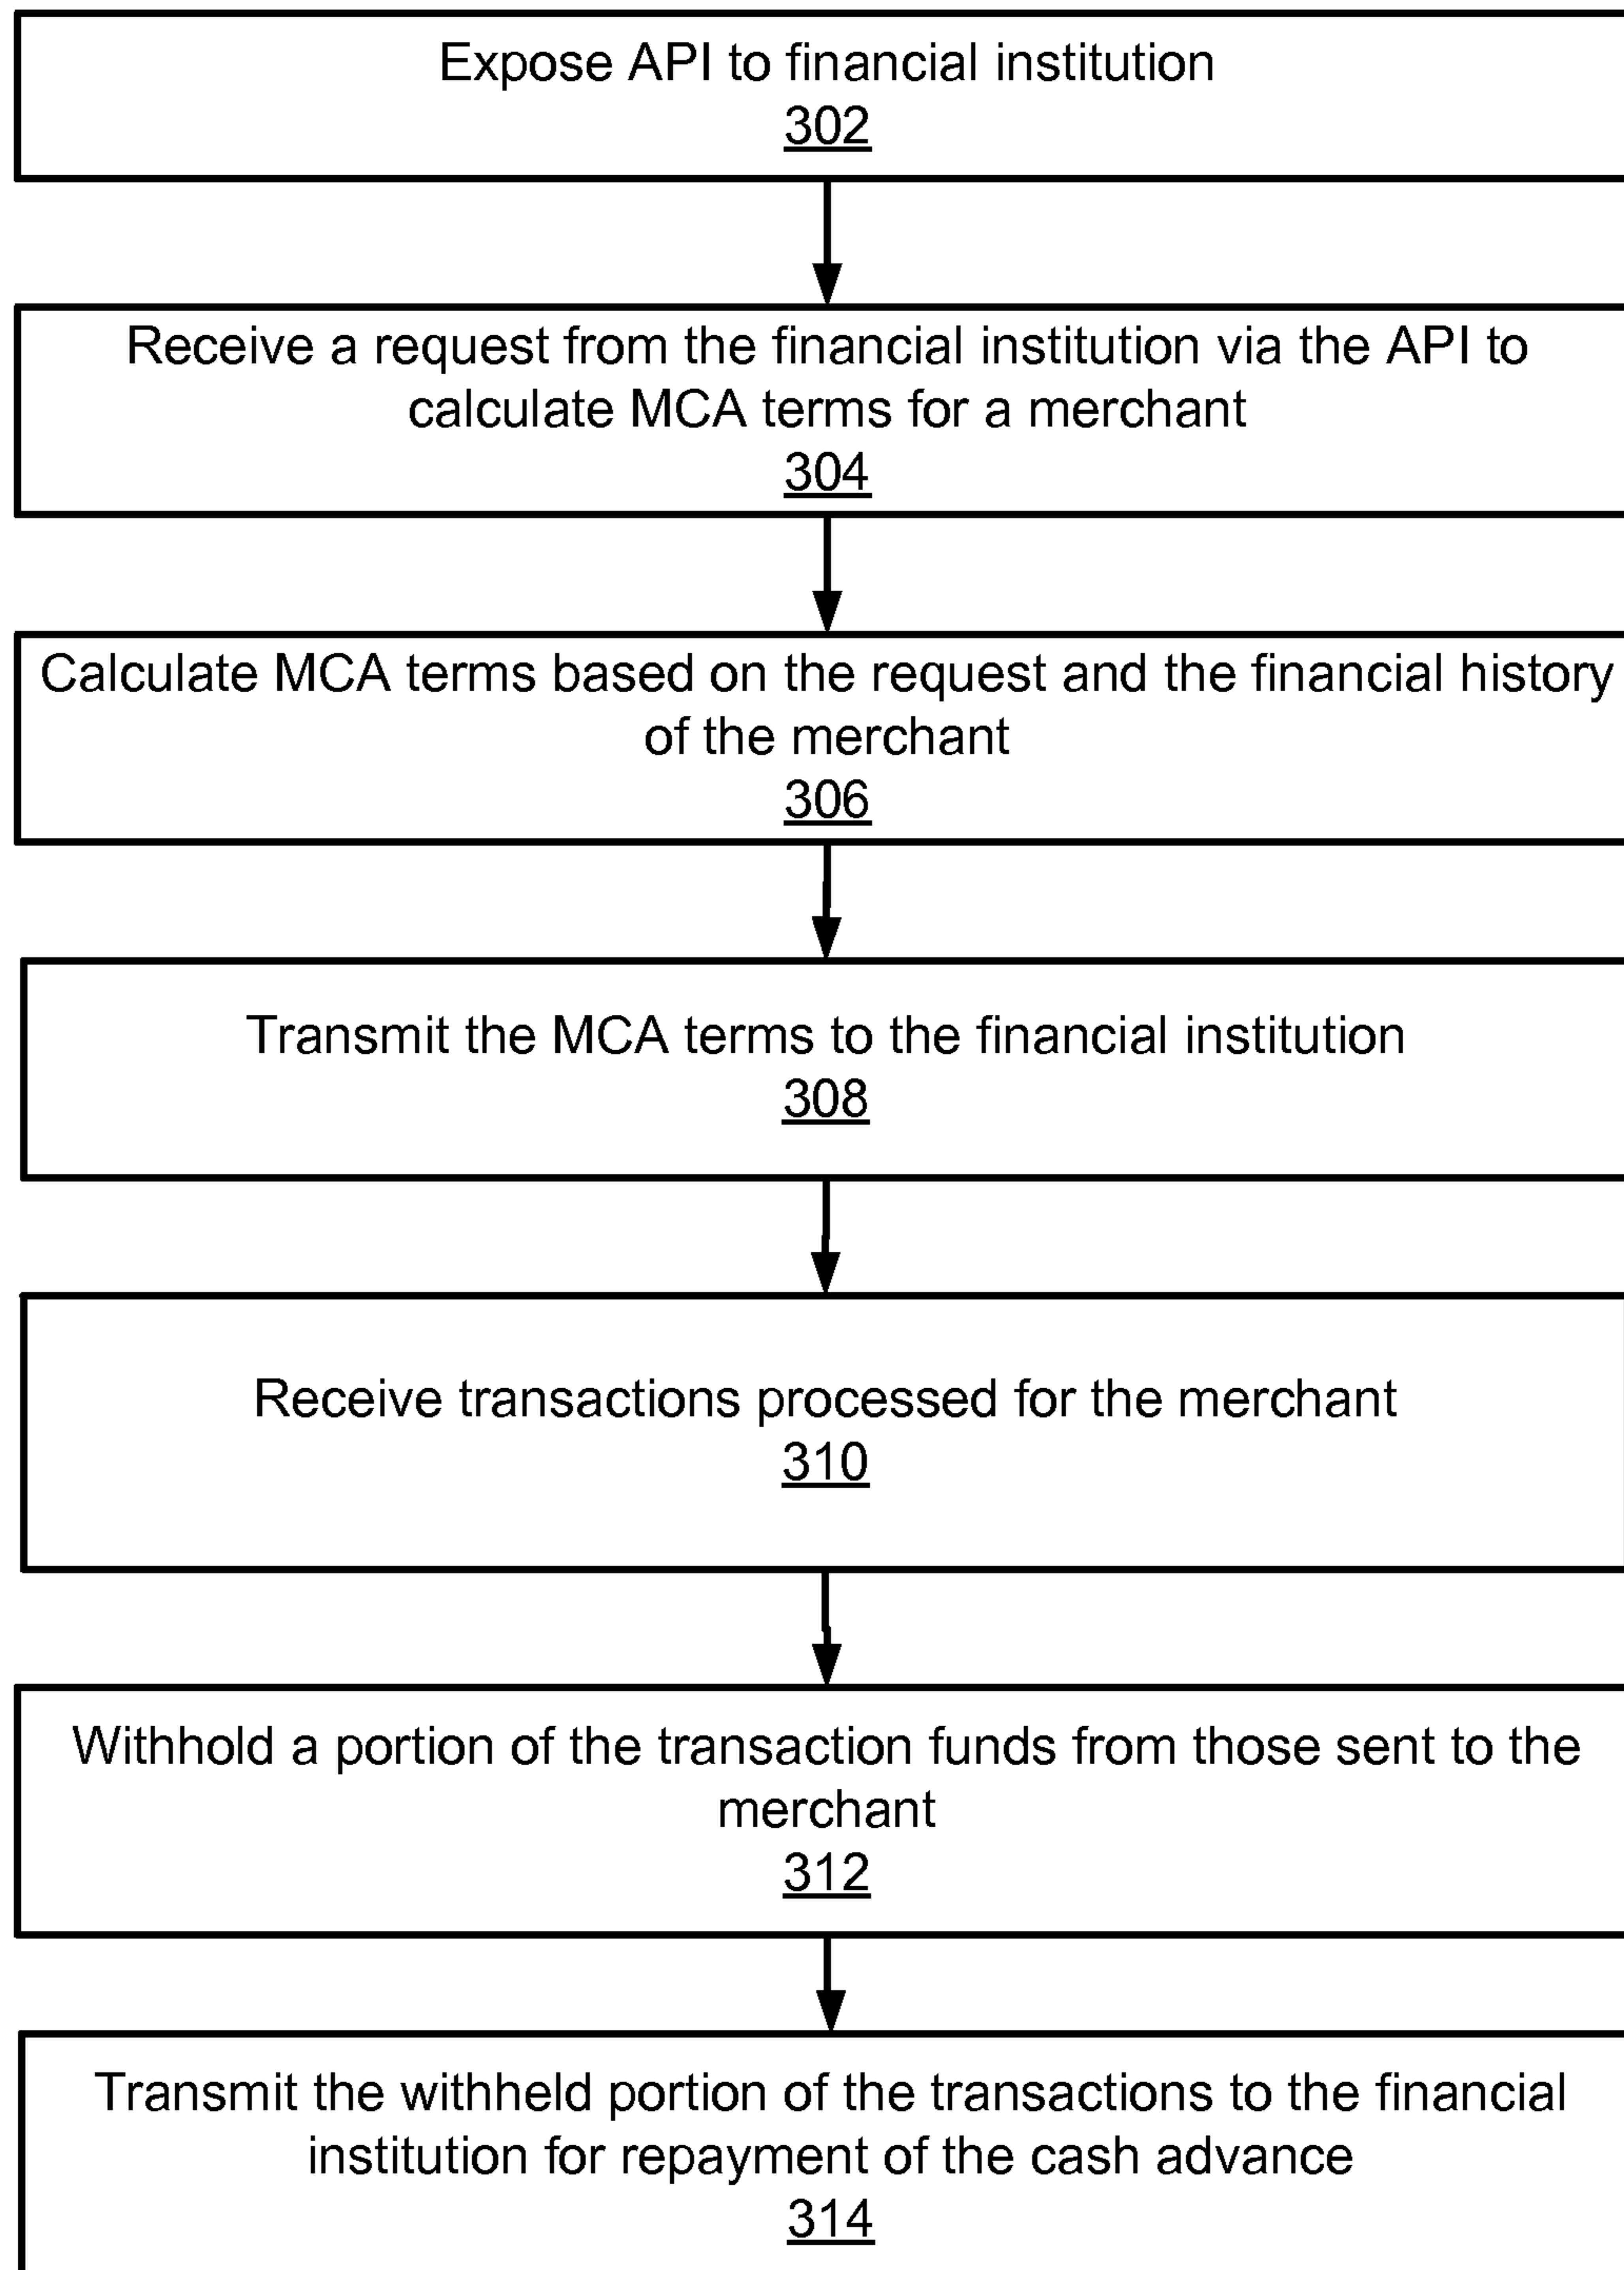 Expose API to financial institution
302
Receive a request from the financial institution via the API to
calculate MCA terms for a merchant
304
Calculate MCA terms based on the request and the financial history
of the merchant
306
Transmit the MCA terms to the financial institution
308
Receive transactions processed for the merchant
310
Withhold a portion of the transaction funds from those sent to the
merchant
312
Transmit the withheld portion of the transactions to the financial
institution for repayment of the cash advance
314